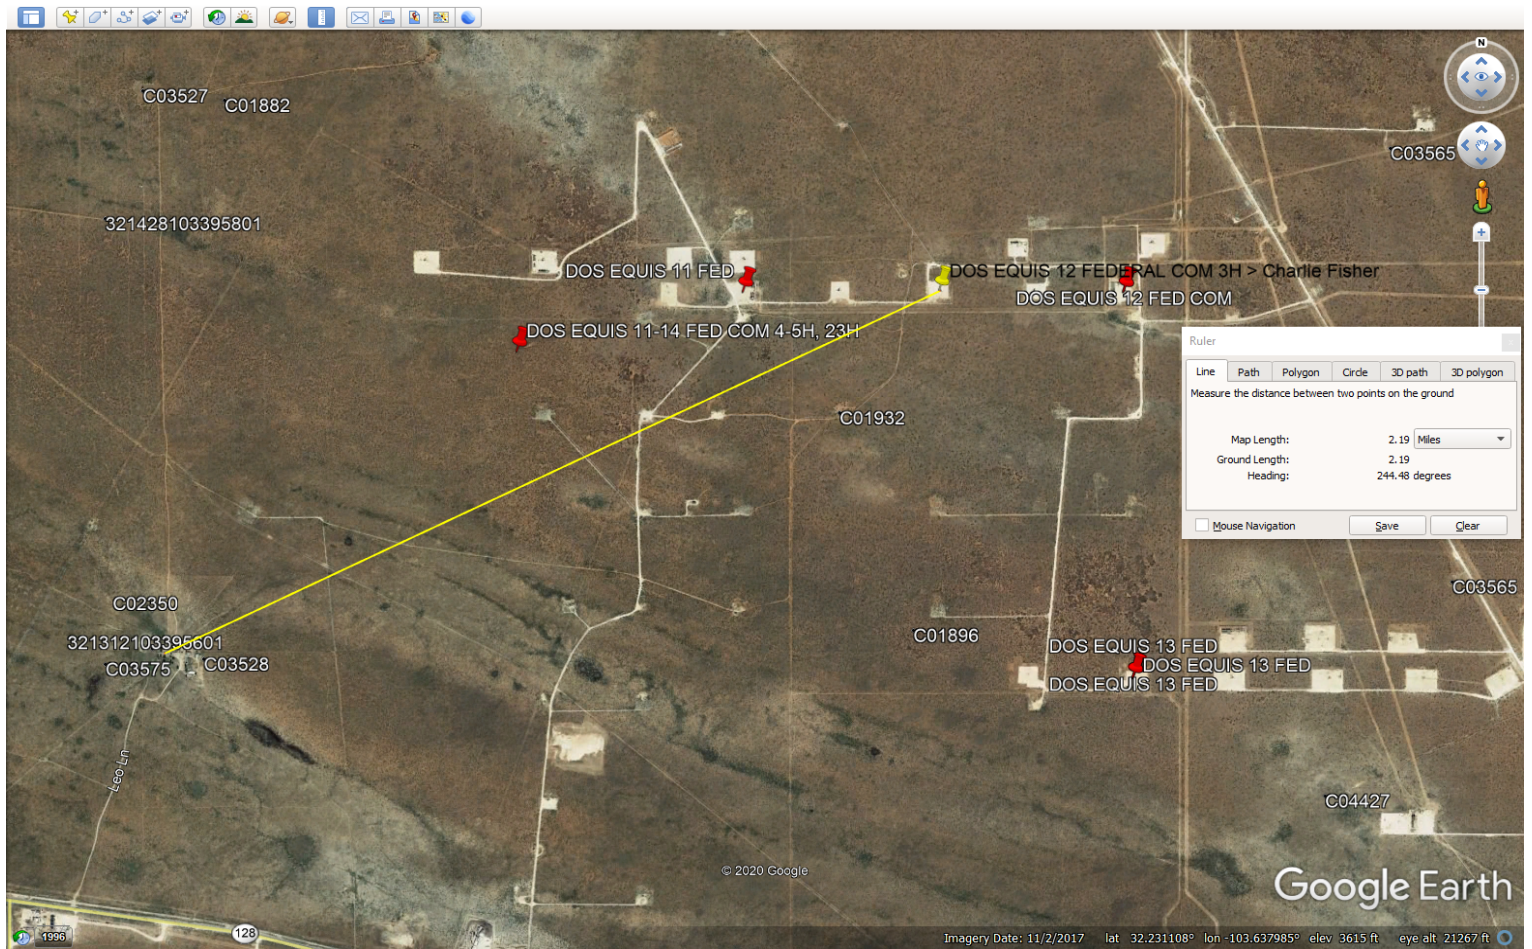 N
C03527
C01882
C03565
321428103395801
DOS EQUIS 11 FED
DOS EQUIS 12 FEDERAL COM 3H > Charlie Fisher
DOS EQUIS 12 FED COM
DOS EQUIS 11-14 FED COM 4-5H, 23H
Ruler
Line Path Polygon Circle 3D path 3D polygon
Measure the distance between two points on the ground
Map Length: 2.19 Miles
Ground Length: 2.19
Heading: 244.48 degrees
Mouse Navigation Save Clear
C01932
C03565
C02350
C01896
321312103395601
C03575
C03528
DOS EQUIS 13 FED
DOS EQUIS 13 FED
DOS EQUIS 13 FED
Leo Ln
C04427
© 2020 Google
Google Earth
128
1996
Imagery Date: 11/2/2017 lat 32.231108° lon -103.637985° elev 3615 ft eye alt 21267 ft